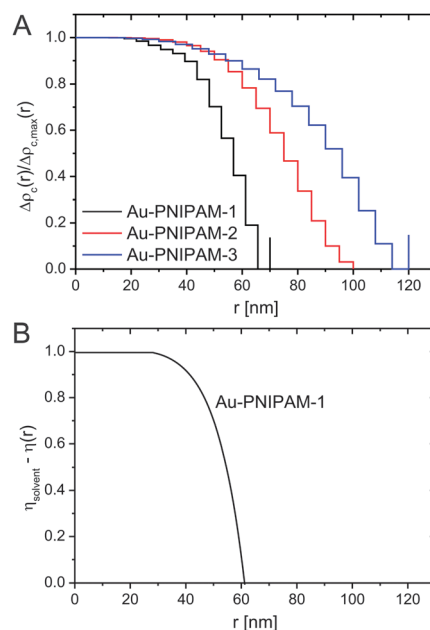 A
1.0
0.8
0.6
0.4
0.2
0.0
Δρc(r)/Δρc,max(r)
Au-PNIPAM-1
Au-PNIPAM-2
Au-PNIPAM-3
0 20 40 60 80 100 120
r [nm]
B
1.0
0.8
0.6
0.4
0.2
0.0
ηsolvent - η(r)
Au-PNIPAM-1
0 20 40 60 80 100 120
r [nm]